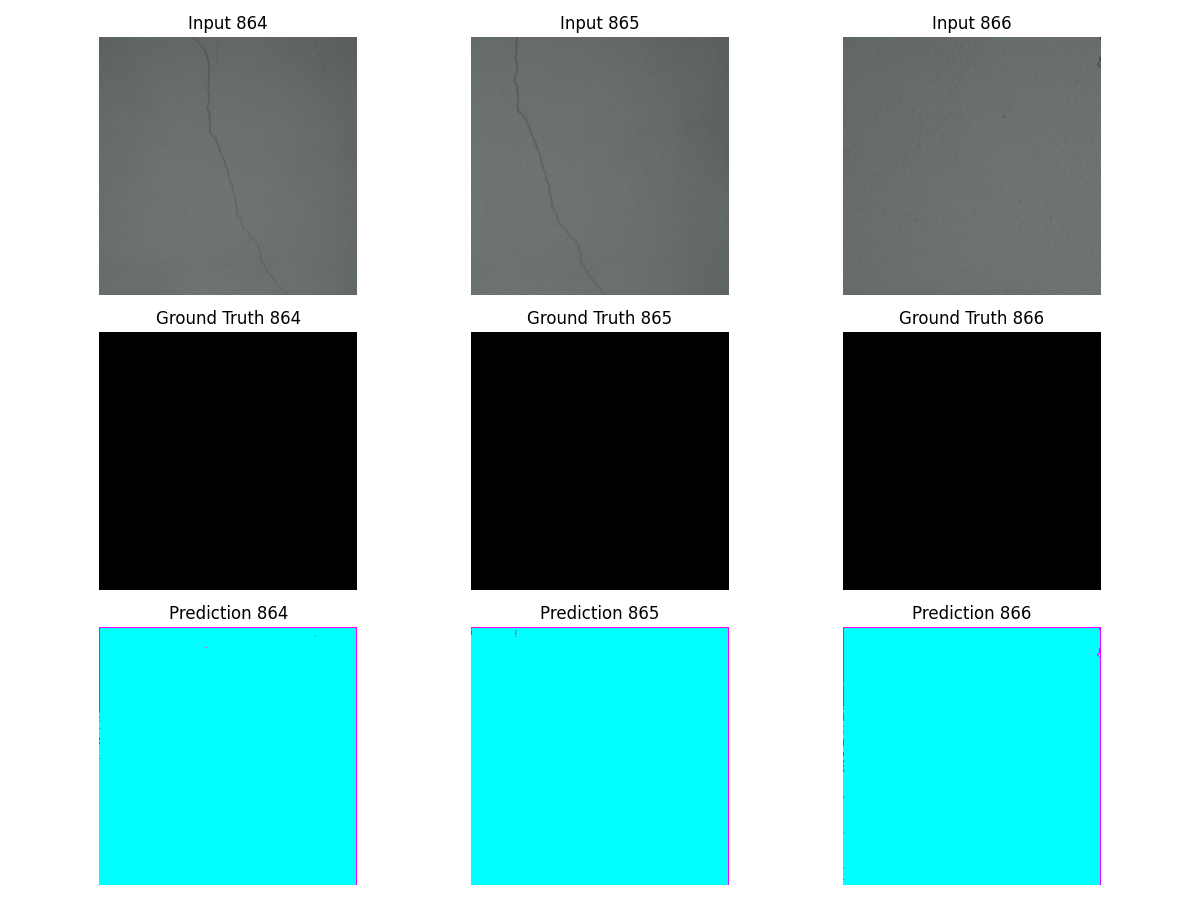 Input 864
Input 865
Input 866
Ground Truth 864
Ground Truth 865
Ground Truth 866
Prediction 864
Prediction 865
Prediction 866